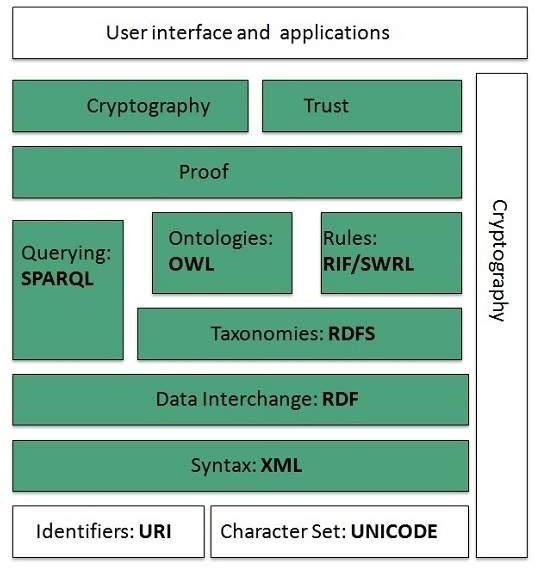 User interface and applications
Cryptography
Trust
Proof
Querying:
SPARQL
Ontologies:
OWL
Rules:
RIF/SWRL
Taxonomies: RDFS
Data Interchange: RDF
Syntax: XML
Identifiers: URI
Character Set: UNICODE
Cryptography